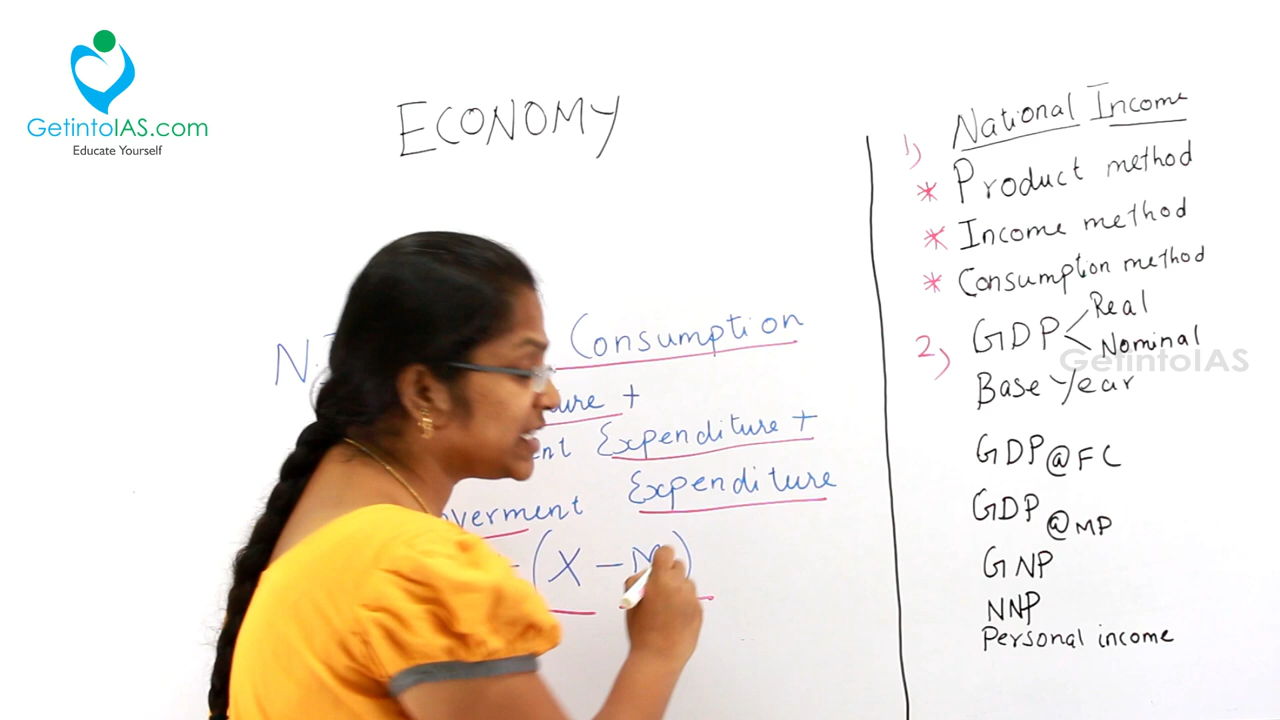 GetintoIAS.com
Educate Yourself
ECONOMY
Consumption
+
Expenditure +
Expenditure
(X - M)
National Income
1)
* Product method
* Income method
* Consumption method
2) GDP Real
Nominal
GetintoIAS
Base Year
GDP @ FC
GDP @ MP
GNP
NNP
Personal income